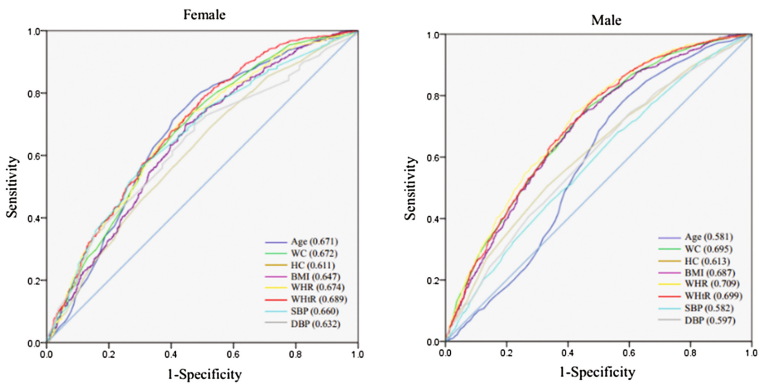 Female
Male
Sensitivity
1.0
0.8
0.6
0.4
0.2
0.0
Age (0.671)
WC (0.672)
HC (0.611)
BMI (0.647)
WHR (0.674)
WHtR (0.689)
SBP (0.660)
DBP (0.632)
0.0 0.2 0.4 0.6 0.8 1.0
1-Specificity
Sensitivity
1.0
0.8
0.6
0.4
0.2
0.0
Age (0.581)
WC (0.695)
HC (0.613)
BMI (0.687)
WHR (0.709)
WHtR (0.699)
SBP (0.582)
DBP (0.597)
0.0 0.2 0.4 0.6 0.8 1.0
1-Specificity